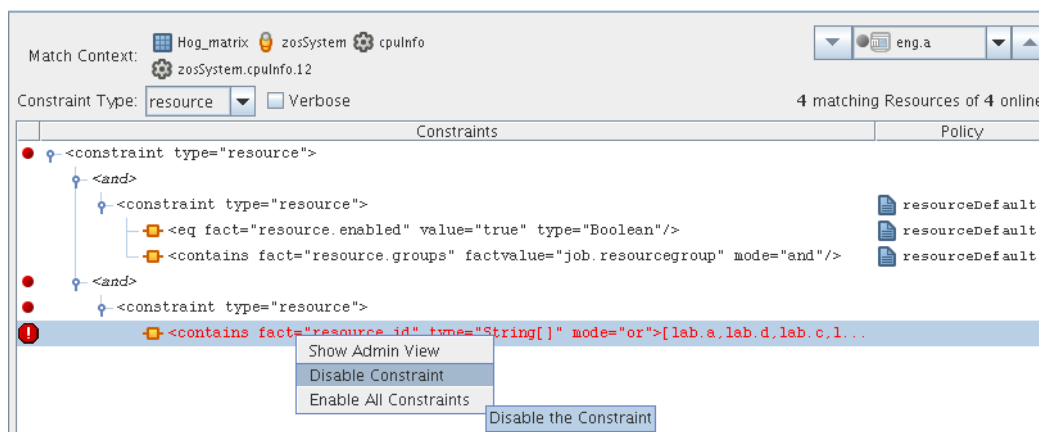 Match Context: Hog_matrix zosSystem cpuInfo
zosSystem.cpuInfo.12
eng.a
Constraint Type: resource Verbose
4 matching Resources of 4 online
Constraints Policy
<constraint type="resource">
<and>
<constraint type="resource"> resourceDefault
<eq fact="resource.enabled" value="true" type="Boolean"/> resourceDefault
<contains fact="resource.groups" factvalue="job.resourcegroup" mode="and"/> resourceDefault
<and>
<constraint type="resource">
<contains fact="resource.id" type="String[]" mode="or">[lab.a,lab.d,lab.c,l...
Show Admin View
Disable Constraint
Enable All Constraints
Disable the Constraint